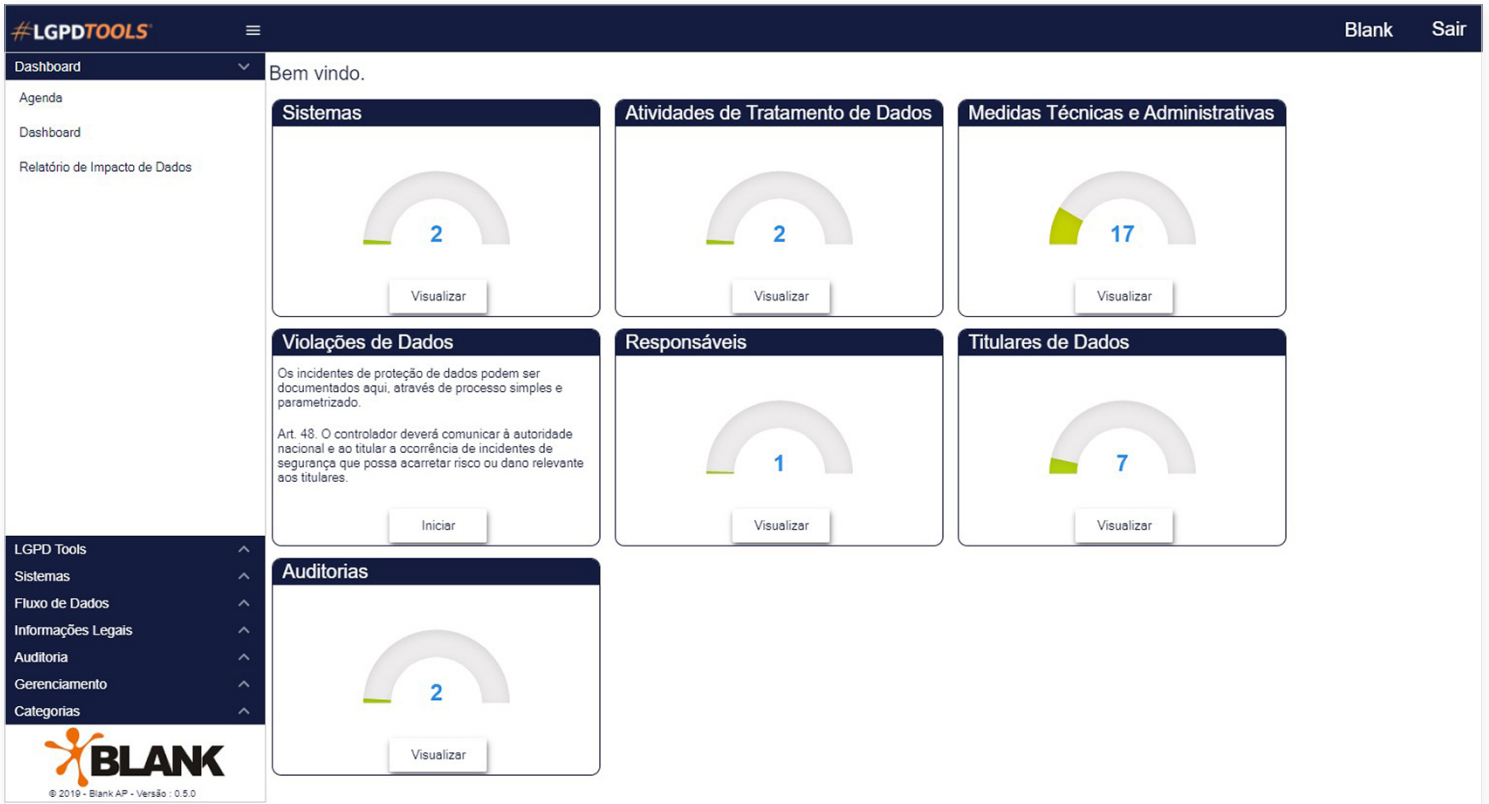 #LGPDTOOLS
Blank
Sair
Dashboard
Agenda
Dashboard
Relatório de Impacto de Dados
LGPD Tools
Sistemas
Fluxo de Dados
Informações Legais
Auditoria
Gerenciamento
Categorias
BLANK
© 2019 - Blank AP - Versão : 0.5.0
Bem vindo.
Sistemas
2
Visualizar
Atividades de Tratamento de Dados
2
Visualizar
Medidas Técnicas e Administrativas
17
Visualizar
Violações de Dados
Os incidentes de proteção de dados podem ser
documentados aqui, através de processo simples e
parametrizado.
Art. 48. O controlador deverá comunicar à autoridade
nacional e ao titular a ocorrência de incidentes de
segurança que possa acarretar risco ou dano relevante
aos titulares.
Iniciar
Responsáveis
1
Visualizar
Titulares de Dados
7
Visualizar
Auditorias
2
Visualizar